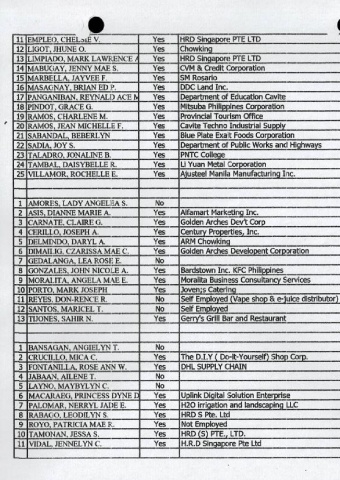 11 EMPLEO, CHELSIE V. Yes HRD Singapore PTE LTD
12 LIGOT, JHUNE O. Yes Chowking
13 LIMPIADO, MARK LAWRENCE A Yes HRD Singapore PTE LTD
14 MABUGAY, JENNY MAE S. Yes CVM & Credit Corporation
15 MARBELLA, JAYVEE F. Yes SM Rosario
16 MASAGNAY, BRIAN ED P. Yes DDC Land Inc.
17 PANGANIBAN, REYNALD ACE M Yes Department of Education Cavite
18 PINDOT, GRACE G. Yes Mitsuba Philippines Corporation
19 RAMOS, CHARLENE M. Yes Provincial Tourism Office
20 RAMOS, JEAN MICHELLE F. Yes Cavite Techno Industrial Supply
21 SABANDAL, BEBERLYN Yes Blue Plate Exait Foods Corporation
22 SADIA, JOY S. Yes Department of Public Works and Highways
23 TALADRO, JONALINE B. Yes PNTC College
24 TAMBAL, DAISYBELLE R. Yes Li Yuan Metal Corporation
25 VILLAMOR, ROCHELLE E. Yes Ajusteel Manila Manufacturing Inc.
1 AMORES, LADY ANGELEA S. No
2 ASIS, DIANNE MARIE A. Yes Alfamart Marketing Inc.
3 CARNATE, CLAIRE G. Yes Golden Arches Dev't Corp
4 CERILLO, JOSEPH A. Yes Century Properties, Inc.
5 DELMINDO, DARYL A. Yes ARM Chowking
6 DIMAILIG, CZARISSA MAE C. Yes Golden Arches Developent Corporation
7 GEDALANGA, LEA ROSE E. No
8 GONZALES, JOHN NICOLE A. Yes Bardstown Inc. KFC Philippines
9 MORALITA, ANGELA MAE E. Yes Moralita Business Consultancy Services
10 PORTO, MARK JOSEPH Yes Joven;s Catering
11 REYES, DON-RENCE R. No Self Employed (Vape shop & e-juice distributor)
12 SANTOS, MARICEL T. No Self Employed
13 TIJONES, SAHIR N. Yes Gerry's Grill Bar and Restaurant
1 BANSAGAN, ANGIELYN T. No
2 CRUCILLO, MICA C. Yes The D.I.Y ( Do-it-Yourself) Shop Corp.
3 FONTANILLA, ROSE ANN W. Yes DHL SUPPLY CHAIN
4 JABAAN, AILENE T. No
5 LAYNO, MAYBYLYN C. No
6 MACARAEG, PRINCESS DYNE D Yes Uplink Digital Solution Enterprise
7 PALOMAR, NERRYL JADE E. Yes H2O irrigation and landscaping LLC
8 RABAGO, LEODILYN S. Yes HRD S Pte. Ltd
9 ROYO, PATRICIA MAE R. Yes Not Employed
10 TAMONAN, JESSA S. Yes HRD (S) PTE., LTD.
11 VIDAL, JENNELYN C. Yes H.R.D Singapore Pte Ltd